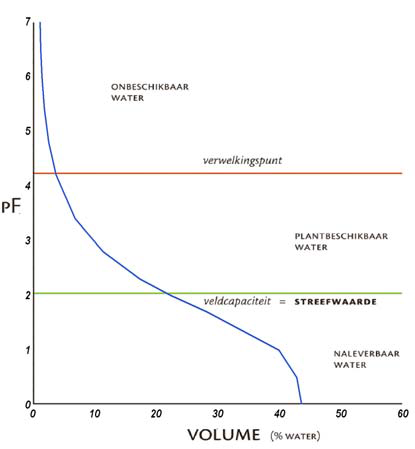 7
ONBESCHIKBAAR
WATER
6
5
verwelkingspunt
4
PF
3
PLANTBESCHIKBAAR
WATER
2
veldcapaciteit = STREEFWAARDE
1
NALEVERBAAR
WATER
0
0 10 20 30 40 50 60
VOLUME (% WATER)